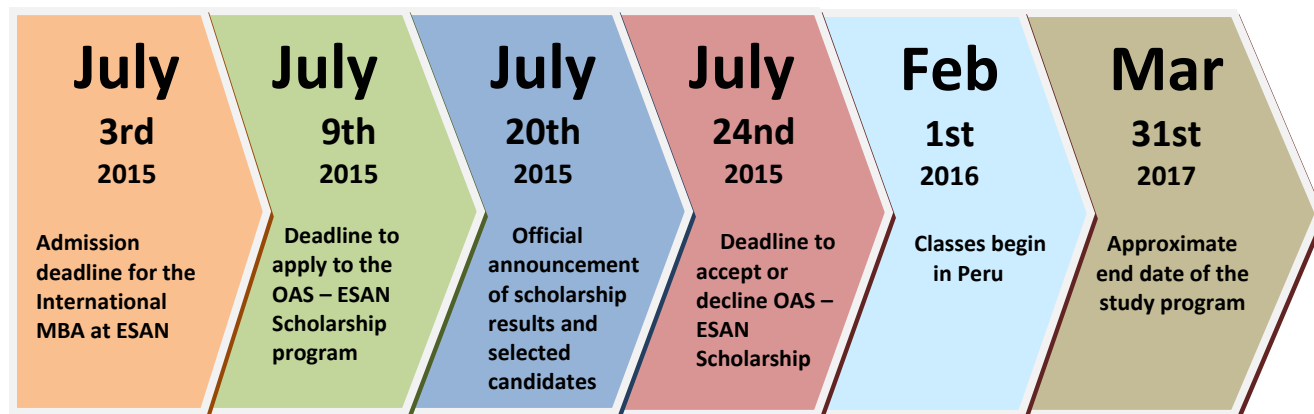 July
3rd
2015
Admission
deadline for the
International
MBA at ESAN
July
9th
2015
Deadline to
apply to the
OAS – ESAN
Scholarship
program
July
20th
2015
Official
announcement
of scholarship
results and
selected
candidates
July
24nd
2015
Deadline to
accept or
decline OAS –
ESAN
Scholarship
Feb
1st
2016
Classes begin
in Peru
Mar
31st
2017
Approximate
end date of the
study program